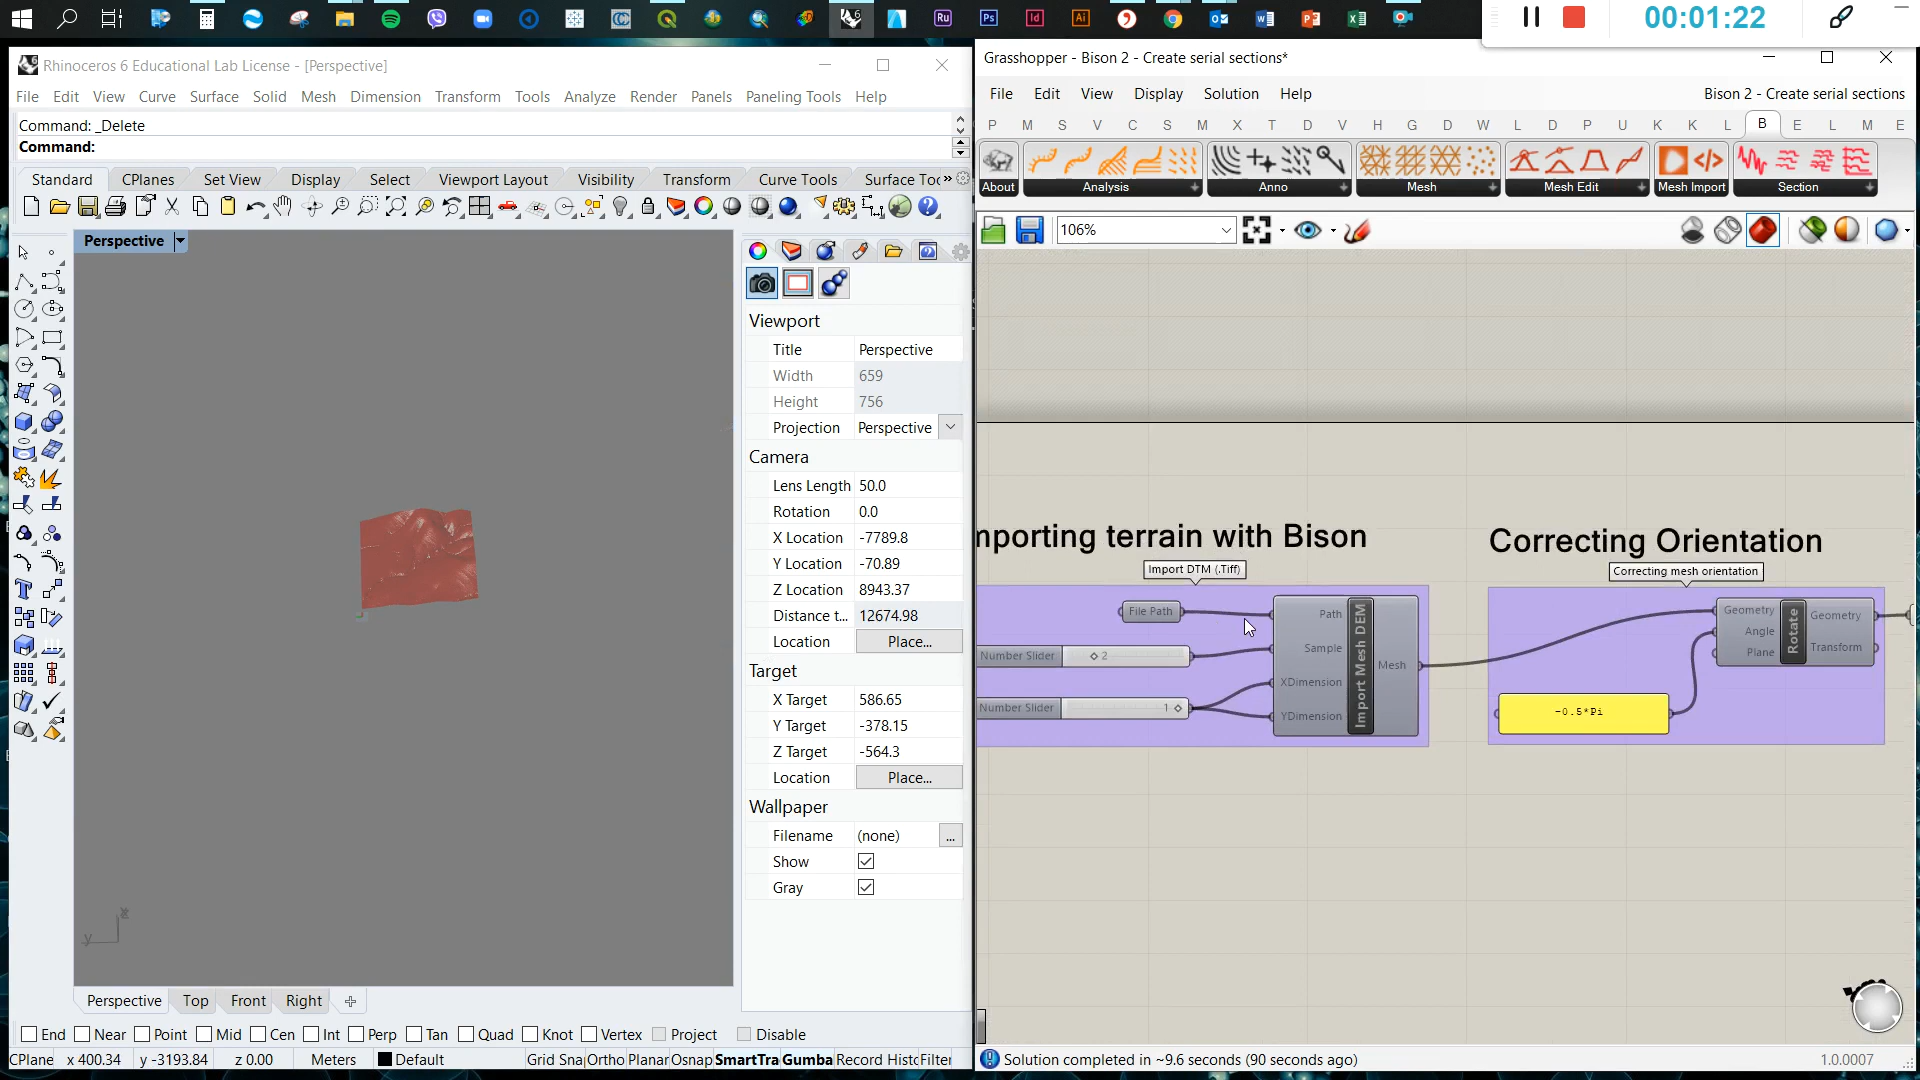 00:01:22
Rhinoceros 6 Educational Lab License - [Perspective]
File Edit View Curve Surface Solid Mesh Dimension Transform Tools Analyze Render Panels Paneling Tools Help
Command: _Delete
Command:
Standard CPlanes Set View Display Select Viewport Layout Visibility Transform Curve Tools Surface Toc
Perspective
Viewport
Title Perspective
Width 659
Height 756
Projection Perspective
Camera
Lens Length 50.0
Rotation 0.0
X Location -7789.8
Y Location -70.89
Z Location 8943.37
Distance t... 12674.98
Location Place...
Target
X Target 586.65
Y Target -378.15
Z Target -564.3
Location Place...
Wallpaper
Filename (none) ...
Show
Gray
y
Perspective Top Front Right
End Near Point Mid Cen Int Perp Tan Quad Knot Vertex Project Disable
CPlane x 400.34 y -3193.84 z 0.00 Meters Default Grid Sna Ortho Planar Osnap SmartTra Gumba Record Histo Filter
Grasshopper - Bison 2 - Create serial sections*
File Edit View Display Solution Help
Bison 2 - Create serial sections
P M S V C S M X T D V H G D W L D P U K K L B E L M E
About Analysis Anno Mesh Mesh Edit Mesh Import Section
106%
mporting terrain with Bison
Import DTM (.Tiff)
File Path
Number Slider 2
Number Slider 1
Path
Sample
XDimension
YDimension
Import Mesh DEM
Mesh
Correcting Orientation
Correcting mesh orientation
-0.5*Pi
Geometry
Angle
Plane
Rotate
Geometry
Transform
Solution completed in ~9.6 seconds (90 seconds ago)
1.0.0007
Ru Ps Id Ai